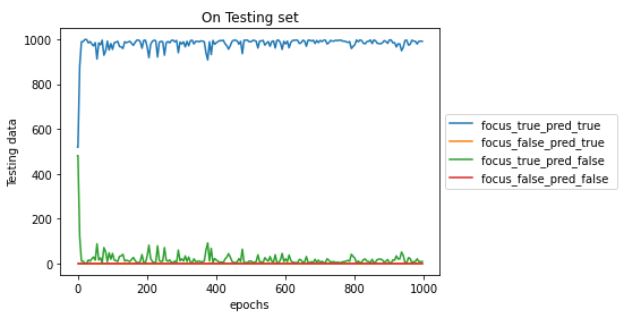 On Testing set
Testing data
1000
800
600
400
200
0
0 200 400 600 800 1000
epochs
focus_true_pred_true
focus_false_pred_true
focus_true_pred_false
focus_false_pred_false